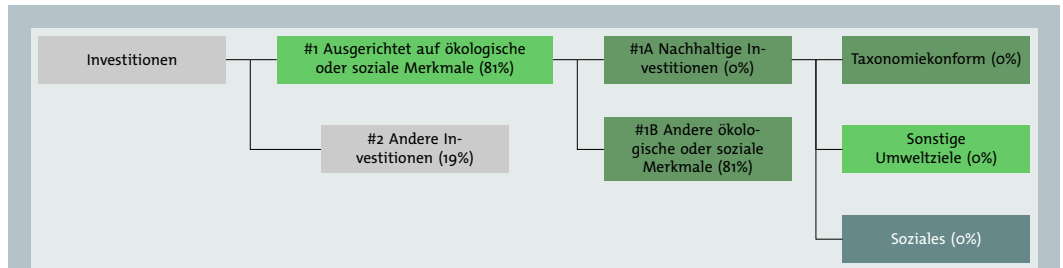 Investitionen
#1 Ausgerichtet auf ökologische
oder soziale Merkmale (81%)
#1A Nachhaltige In-
vestitionen (0%)
Taxonomiekonform (0%)
#2 Andere In-
vestitionen (19%)
#1B Andere ökolo-
gische oder soziale
Merkmale (81%)
Sonstige
Umweltziele (0%)
Soziales (0%)